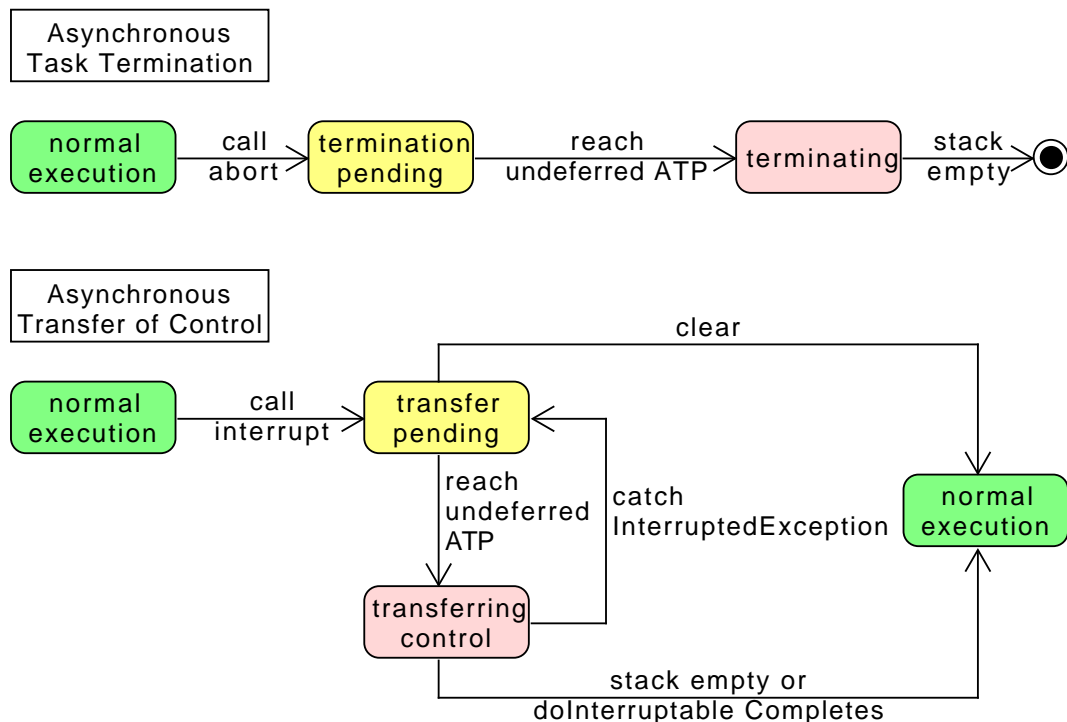 Asynchronous
Task Termination
normal
execution
call
abort
termination
pending
reach
undeferred ATP
terminating
stack
empty
Asynchronous
Transfer of Control
clear
normal
execution
call
interrupt
transfer
pending
reach
undeferred
ATP
catch
InterruptedException
normal
execution
transferring
control
stack empty or
doInterruptable Completes